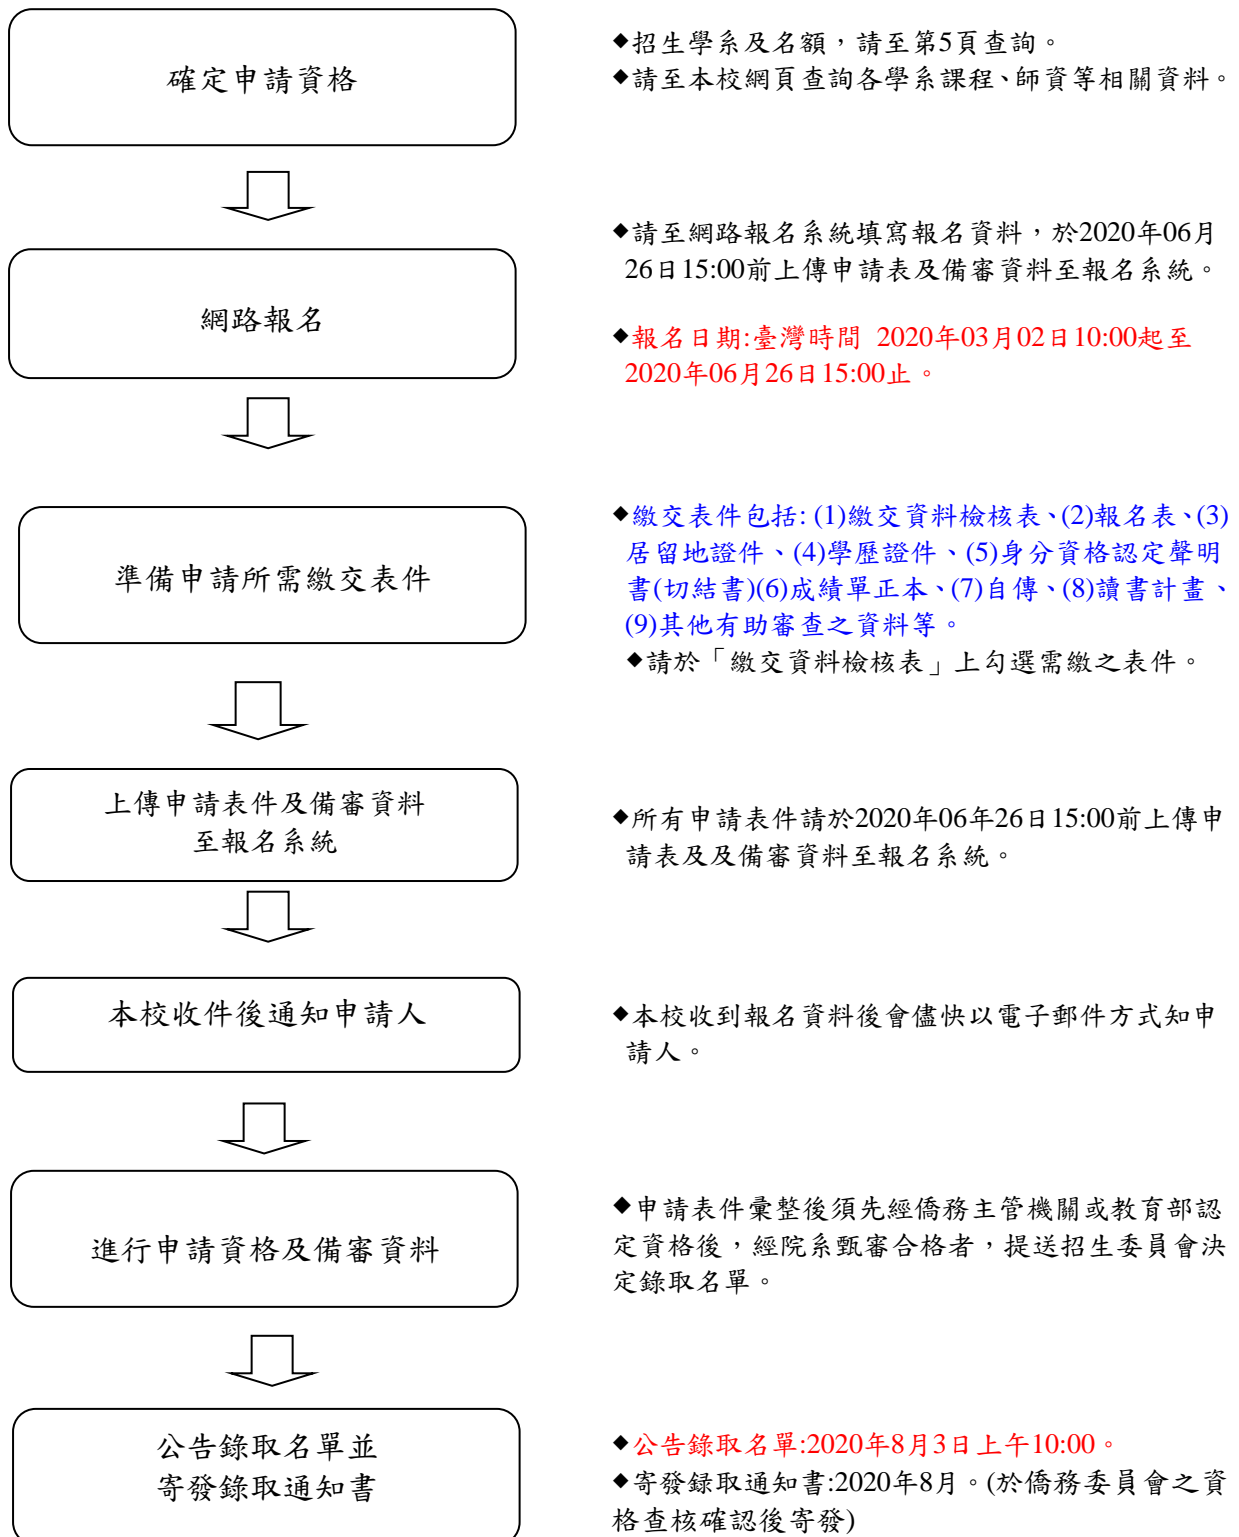 確定申請資格
◆招生學系及名額，請至第5頁查詢。
◆請至本校網頁查詢各學系課程、師資等相關資料。
網路報名
◆請至網路報名系統填寫報名資料，於2020年06月
26日15:00前上傳申請表及備審資料至報名系統。
◆報名日期:臺灣時間 2020年03月02日10:00起至
2020年06月26日15:00止。
準備申請所需繳交表件
◆繳交表件包括: (1)繳交資料檢核表、(2)報名表、(3)
居留地證件、(4)學歷證件、(5)身分資格認定聲明
書(切結書)(6)成績單正本、(7)自傳、(8)讀書計畫、
(9)其他有助審查之資料等。
◆請於「繳交資料檢核表」上勾選需繳之表件。
上傳申請表件及備審資料
至報名系統
◆所有申請表件請於2020年06年26日15:00前上傳申
請表及及備審資料至報名系統。
本校收件後通知申請人
◆本校收到報名資料後會儘快以電子郵件方式知申
請人。
進行申請資格及備審資料
◆申請表件彙整後須先經僑務主管機關或教育部認
定資格後，經院系甄審合格者，提送招生委員會決
定錄取名單。
公告錄取名單並
寄發錄取通知書
◆公告錄取名單:2020年8月3日上午10:00。
◆寄發録取通知書:2020年8月。(於僑務委員會之資
格查核確認後寄發)